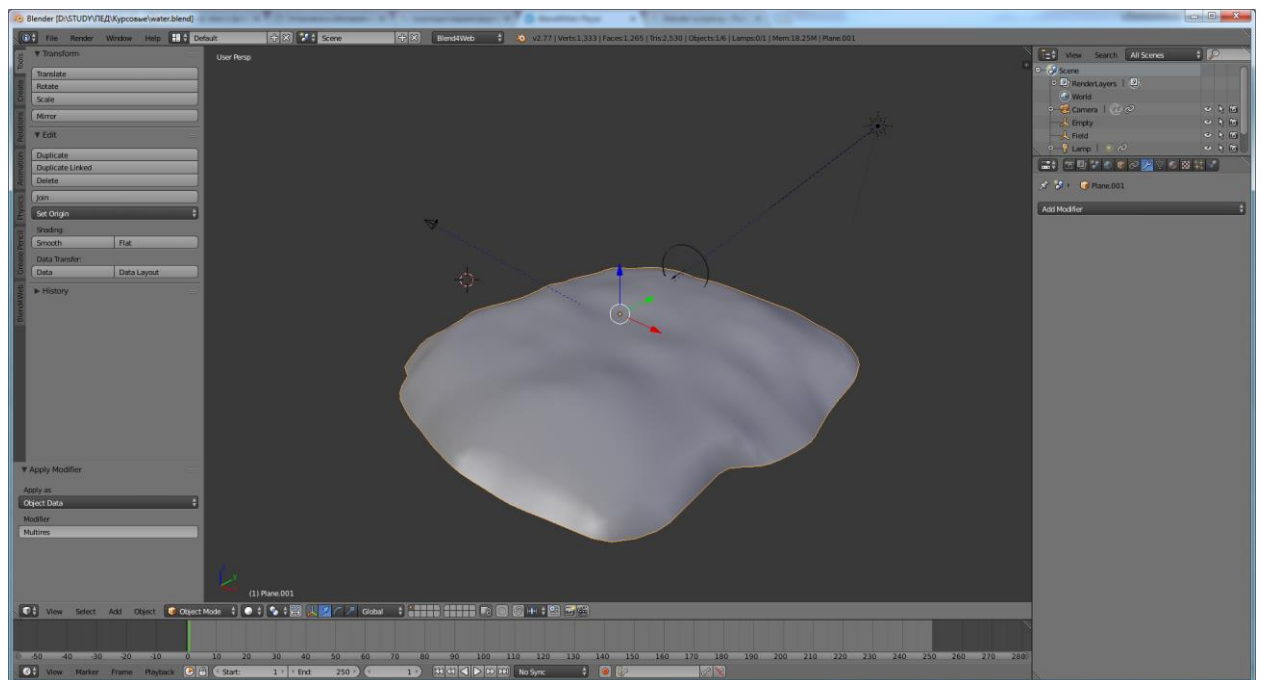 Blender [D:\STUDY\ПЕД\Курсовые\water.blend]
File Render Window Help Default Scene Blend4Web v2.77 | Verts:1,333 | Faces:1,265 | Tris:2,530 | Objects:1/6 | Lamps:0/1 | Mem:18.25M | Plane.001
Tools
Create
Relations
Animation
Physics
Grease Pencil
Blend4Web
▼ Transform
Translate
Rotate
Scale
Mirror
▼ Edit
Duplicate
Duplicate Linked
Delete
Join
Set Origin
Shading:
Smooth Flat
Data Transfer:
Data Data Layout
► History
▼ Apply Modifier
Apply as
Object Data
Modifier
Multires
User Persp
(1) Plane.001
View Search All Scenes
Scene
RenderLayers |
World
Camera |
Empty
Field
Lamp |
Plane.001
Add Modifier
View Select Add Object Object Mode Global
-50 -40 -30 -20 -10 0 10 20 30 40 50 60 70 80 90 100 110 120 130 140 150 160 170 180 190 200 210 220 230 240 250 260 270 280
View Marker Frame Playback Start: 1 End: 250 1 No Sync